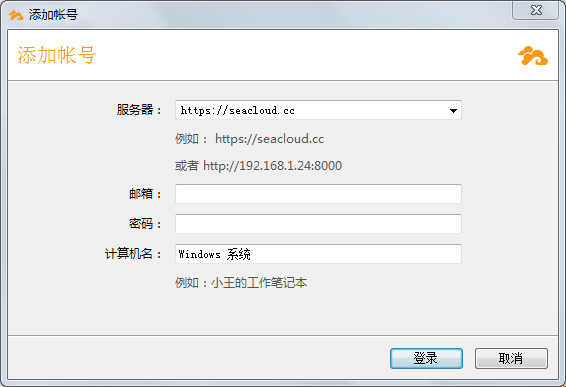 添加帐号
添加帐号
服务器： https://seacloud.cc
例如： https://seacloud.cc
或者 http://192.168.1.24:8000
邮箱：
密码：
计算机名： Windows 系统
例如：小王的工作笔记本
登录 取消